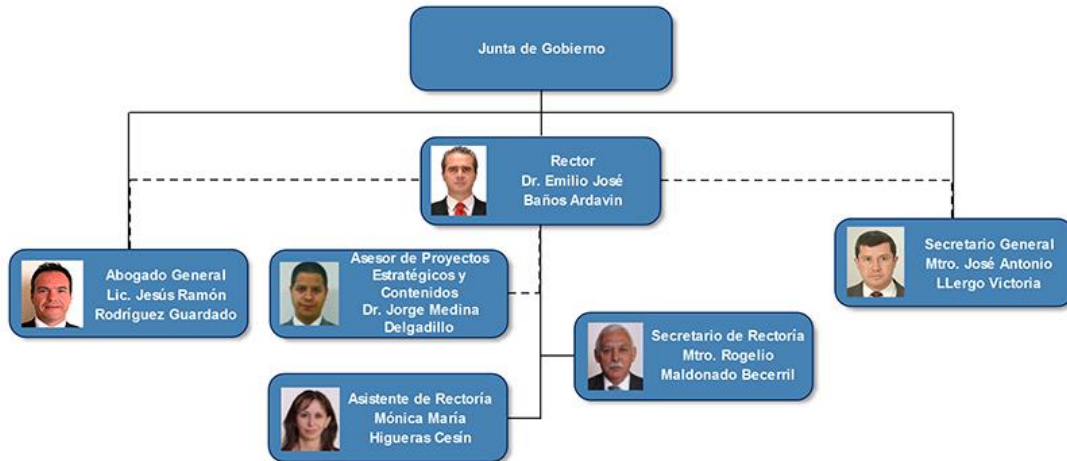 Junta de Gobierno
Rector
Dr. Emilio José
Baños Ardavin
Abogado General
Lic. Jesús Ramón
Rodríguez Guardado
Asesor de Proyectos
Estratégicos y
Contenidos
Dr. Jorge Medina
Delgadillo
Secretario General
Mtro. José Antonio
LLergo Victoria
Secretario de Rectoría
Mtro. Rogelio
Maldonado Becerril
Asistente de Rectoría
Mónica María
Higueras Cesín